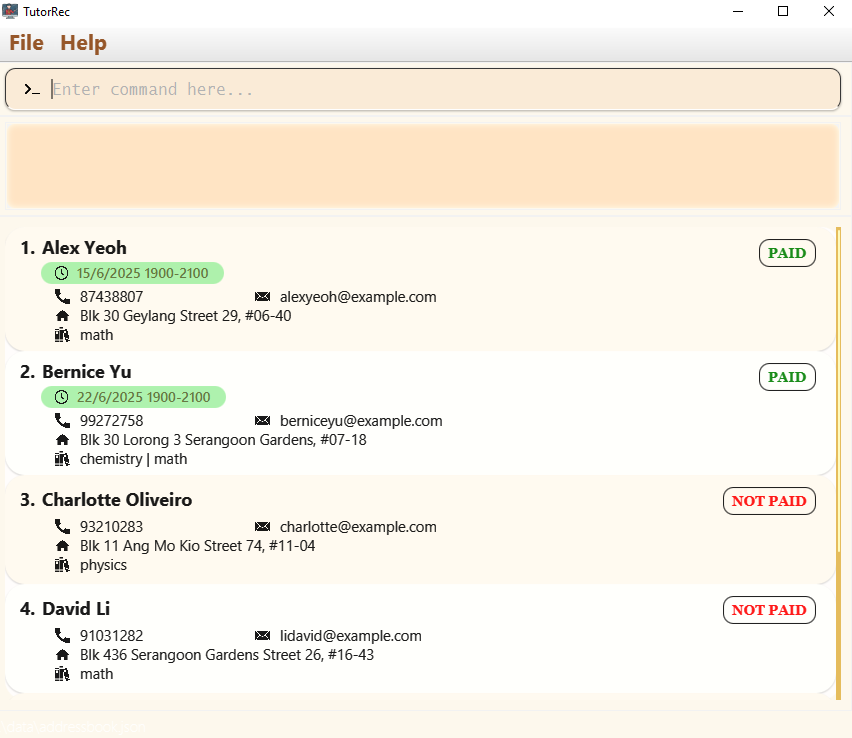 TutorRec
File Help
Enter command here...
1. Alex Yeoh
PAID
15/6/2025 1900-2100
87438807 alexyeoh@example.com
Blk 30 Geylang Street 29, #06-40
math
2. Bernice Yu
PAID
22/6/2025 1900-2100
99272758 berniceyu@example.com
Blk 30 Lorong 3 Serangoon Gardens, #07-18
chemistry | math
3. Charlotte Oliveiro
NOT PAID
93210283 charlotte@example.com
Blk 11 Ang Mo Kio Street 74, #11-04
physics
4. David Li
NOT PAID
91031282 lidavid@example.com
Blk 436 Serangoon Gardens Street 26, #16-43
math